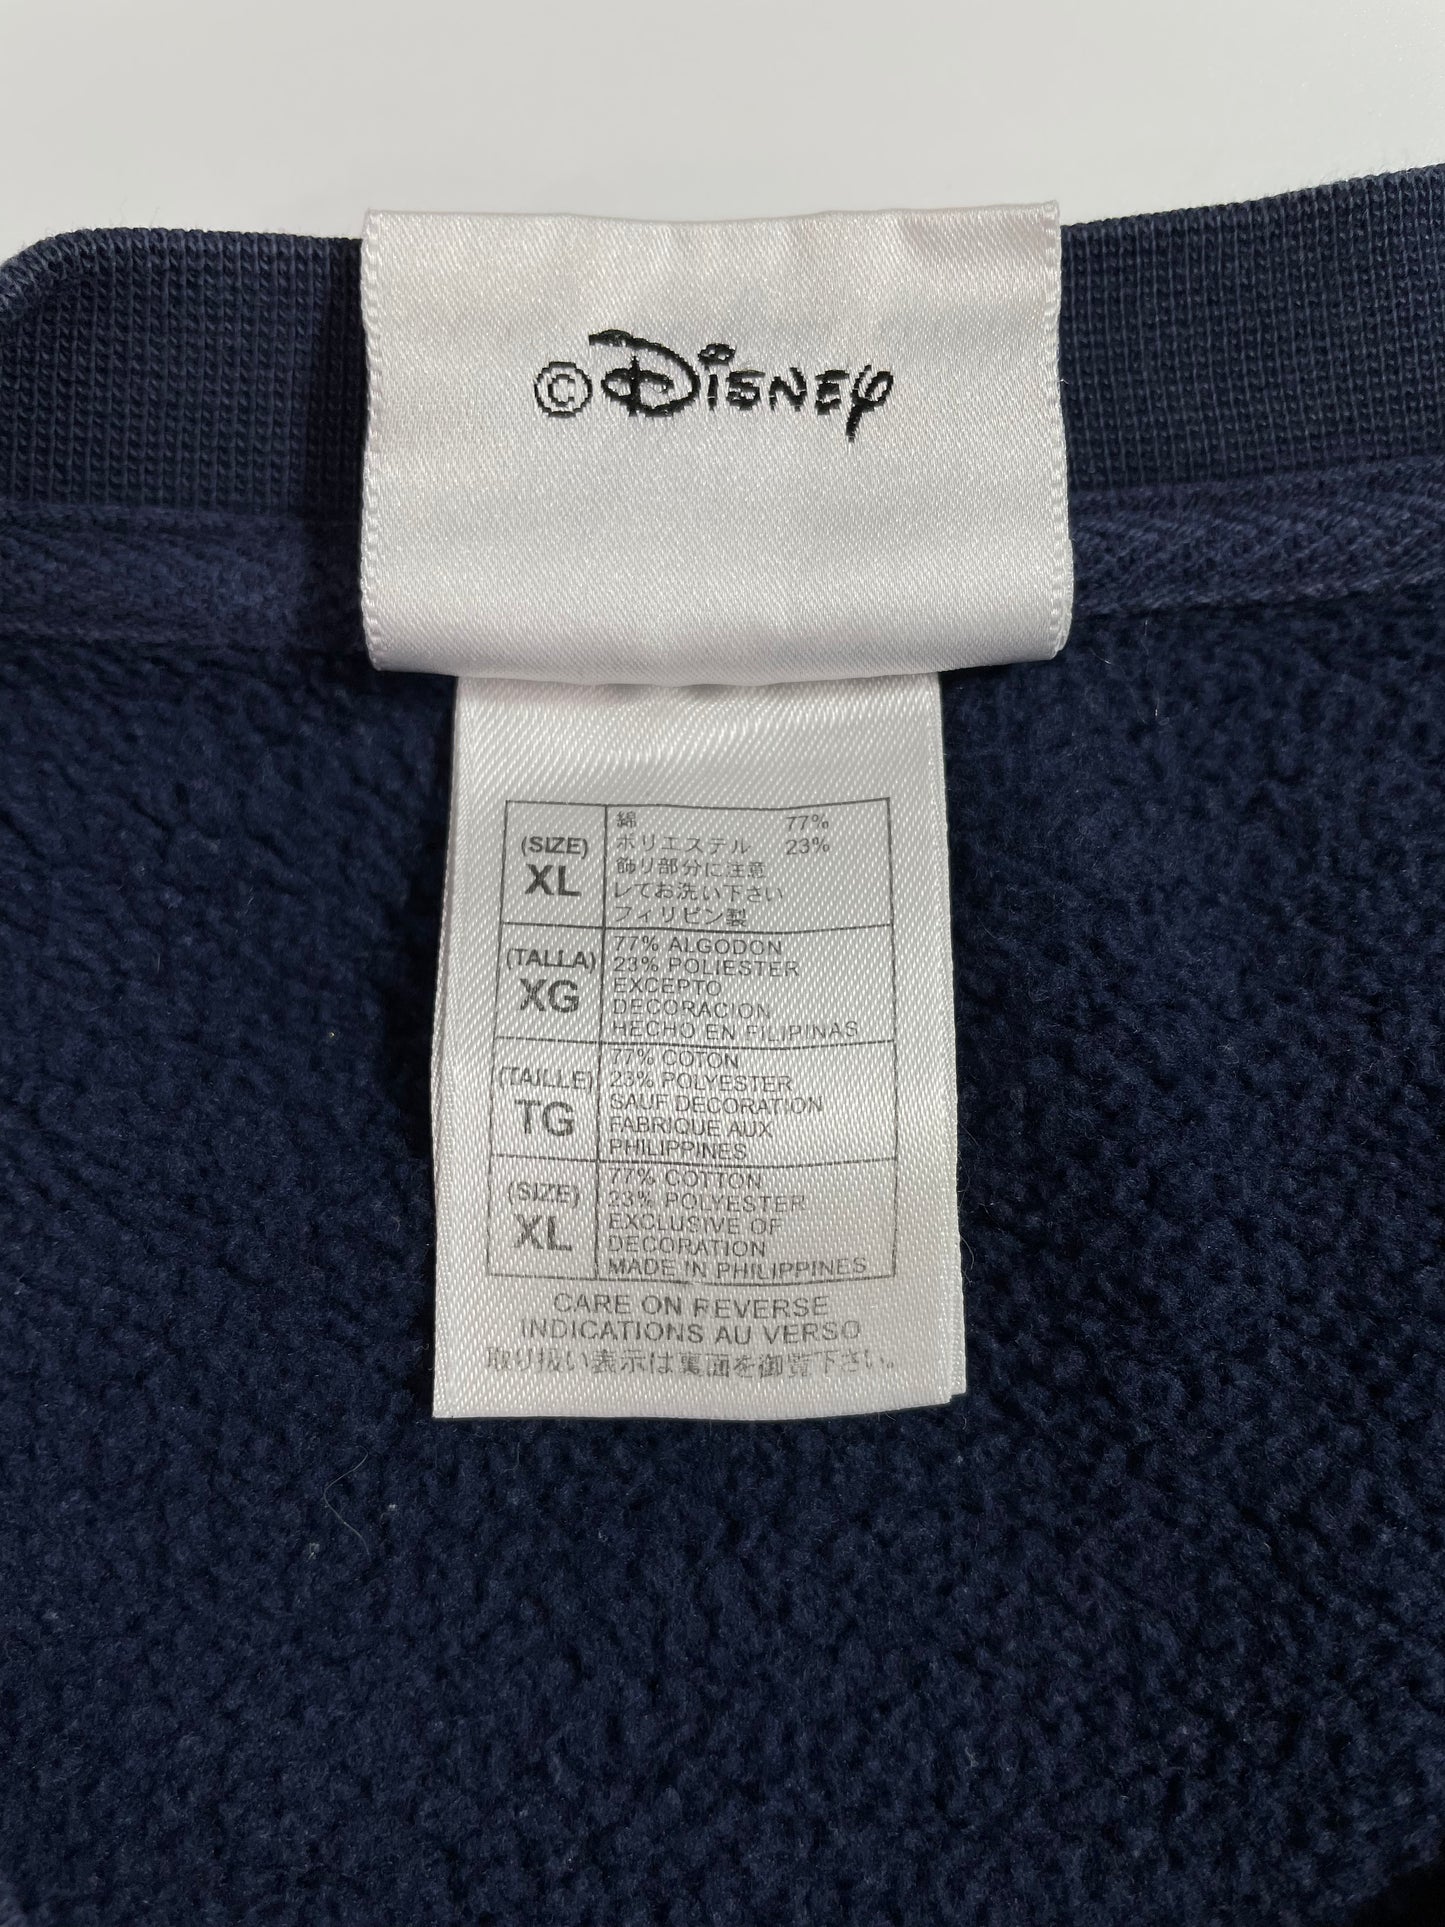 ©Disney
(SIZE)
XL
綿 77%
ポリエステル 23%
飾り部分に注意
してお洗い下さい
フィリピン製
(TALLA)
XG
77% ALGODON
23% POLIESTER
EXCEPTO
DECORACION
HECHO EN FILIPINAS
(TAILLE)
TG
77% COTON
23% POLYESTER
SAUF DECORATION
FABRIQUE AUX
PHILIPPINES
(SIZE)
XL
77% COTTON
23% POLYESTER
EXCLUSIVE OF
DECORATION
MADE IN PHILIPPINES
CARE ON REVERSE
INDICATIONS AU VERSO
取り扱い表示は裏面を御覧下さい。